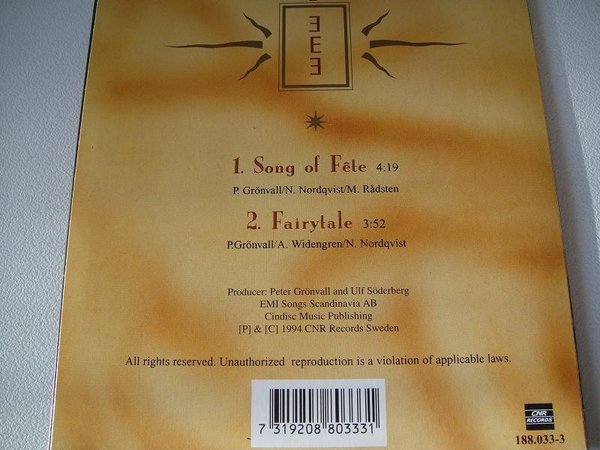 3
E
3
1. Song of Fête 4:19
P. Grönvall/N. Nordqvist/M. Rådsten
2. Fairytale 3:52
P.Grönvall/A. Widengren/N. Nordqvist
Producer: Peter Grönvall and Ulf Söderberg
EMI Songs Scandinavia AB
Cindisc Music Publishing
[P] & [C] 1994 CNR Records Sweden
All rights reserved. Unauthorized reproduction is a violation of applicable laws.
7 319208 803331
CNR
RECORDS
188.033-3